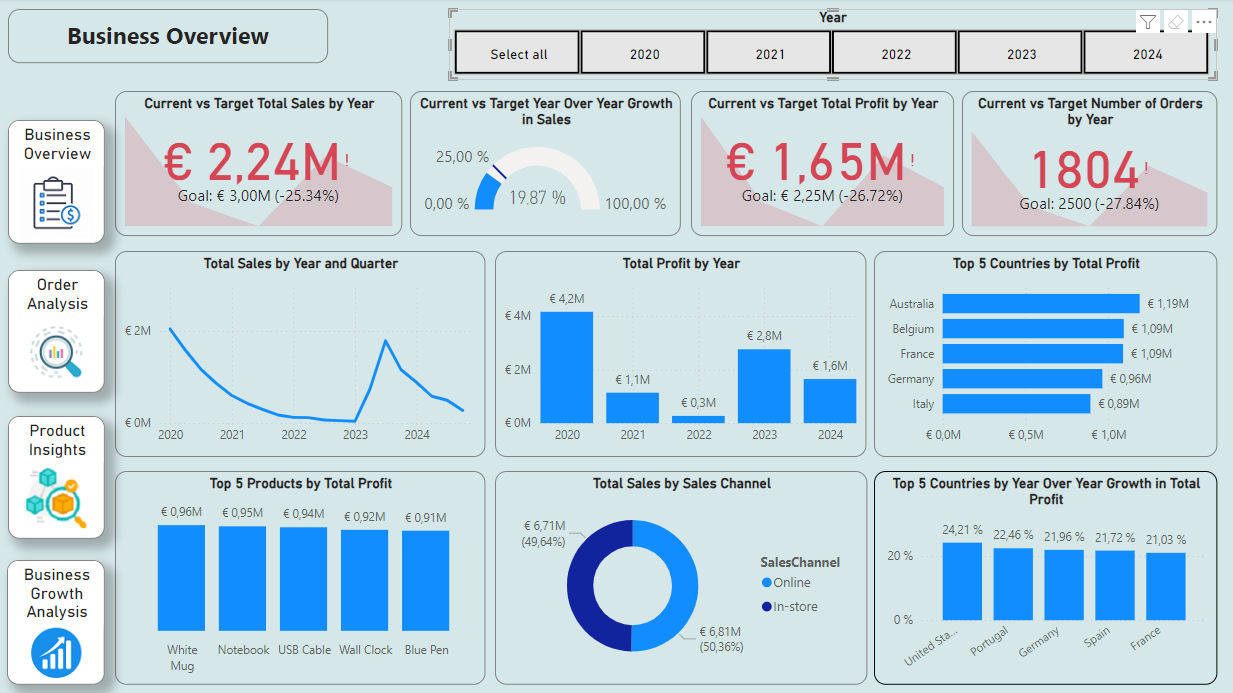 Business Overview
Year
Select all
2020
2021
2022
2023
2024
Business
Overview
Order
Analysis
Product
Insights
Business
Growth
Analysis
Current vs Target Total Sales by Year
€ 2,24M!
Goal: € 3,00M (-25.34%)
Current vs Target Year Over Year Growth
in Sales
25,00 %
0,00 %
19,87 %
100,00 %
Current vs Target Total Profit by Year
€ 1,65M!
Goal: € 2,25M (-26.72%)
Current vs Target Number of Orders
by Year
1804!
Goal: 2500 (-27.84%)
Total Sales by Year and Quarter
€ 2M
€ 0M
2020
2021
2022
2023
2024
Total Profit by Year
€ 4M
€ 2M
€ 0M
€ 4,2M
€ 1,1M
€ 0,3M
€ 2,8M
€ 1,6M
2020
2021
2022
2023
2024
Top 5 Countries by Total Profit
Australia
€ 1,19M
Belgium
€ 1,09M
France
€ 1,09M
Germany
€ 0,96M
Italy
€ 0,89M
€ 0,0M
€ 0,5M
€ 1,0M
Top 5 Products by Total Profit
€ 0,96M
€ 0,95M
€ 0,94M
€ 0,92M
€ 0,91M
White
Mug
Notebook
USB Cable
Wall Clock
Blue Pen
Total Sales by Sales Channel
€ 6,71M
(49,64%)
€ 6,81M
(50,36%)
SalesChannel
Online
In-store
Top 5 Countries by Year Over Year Growth in Total
Profit
20 %
0 %
24,21 %
22,46 %
21,96 %
21,72 %
21,03 %
United Sta...
Portugal
Germany
Spain
France